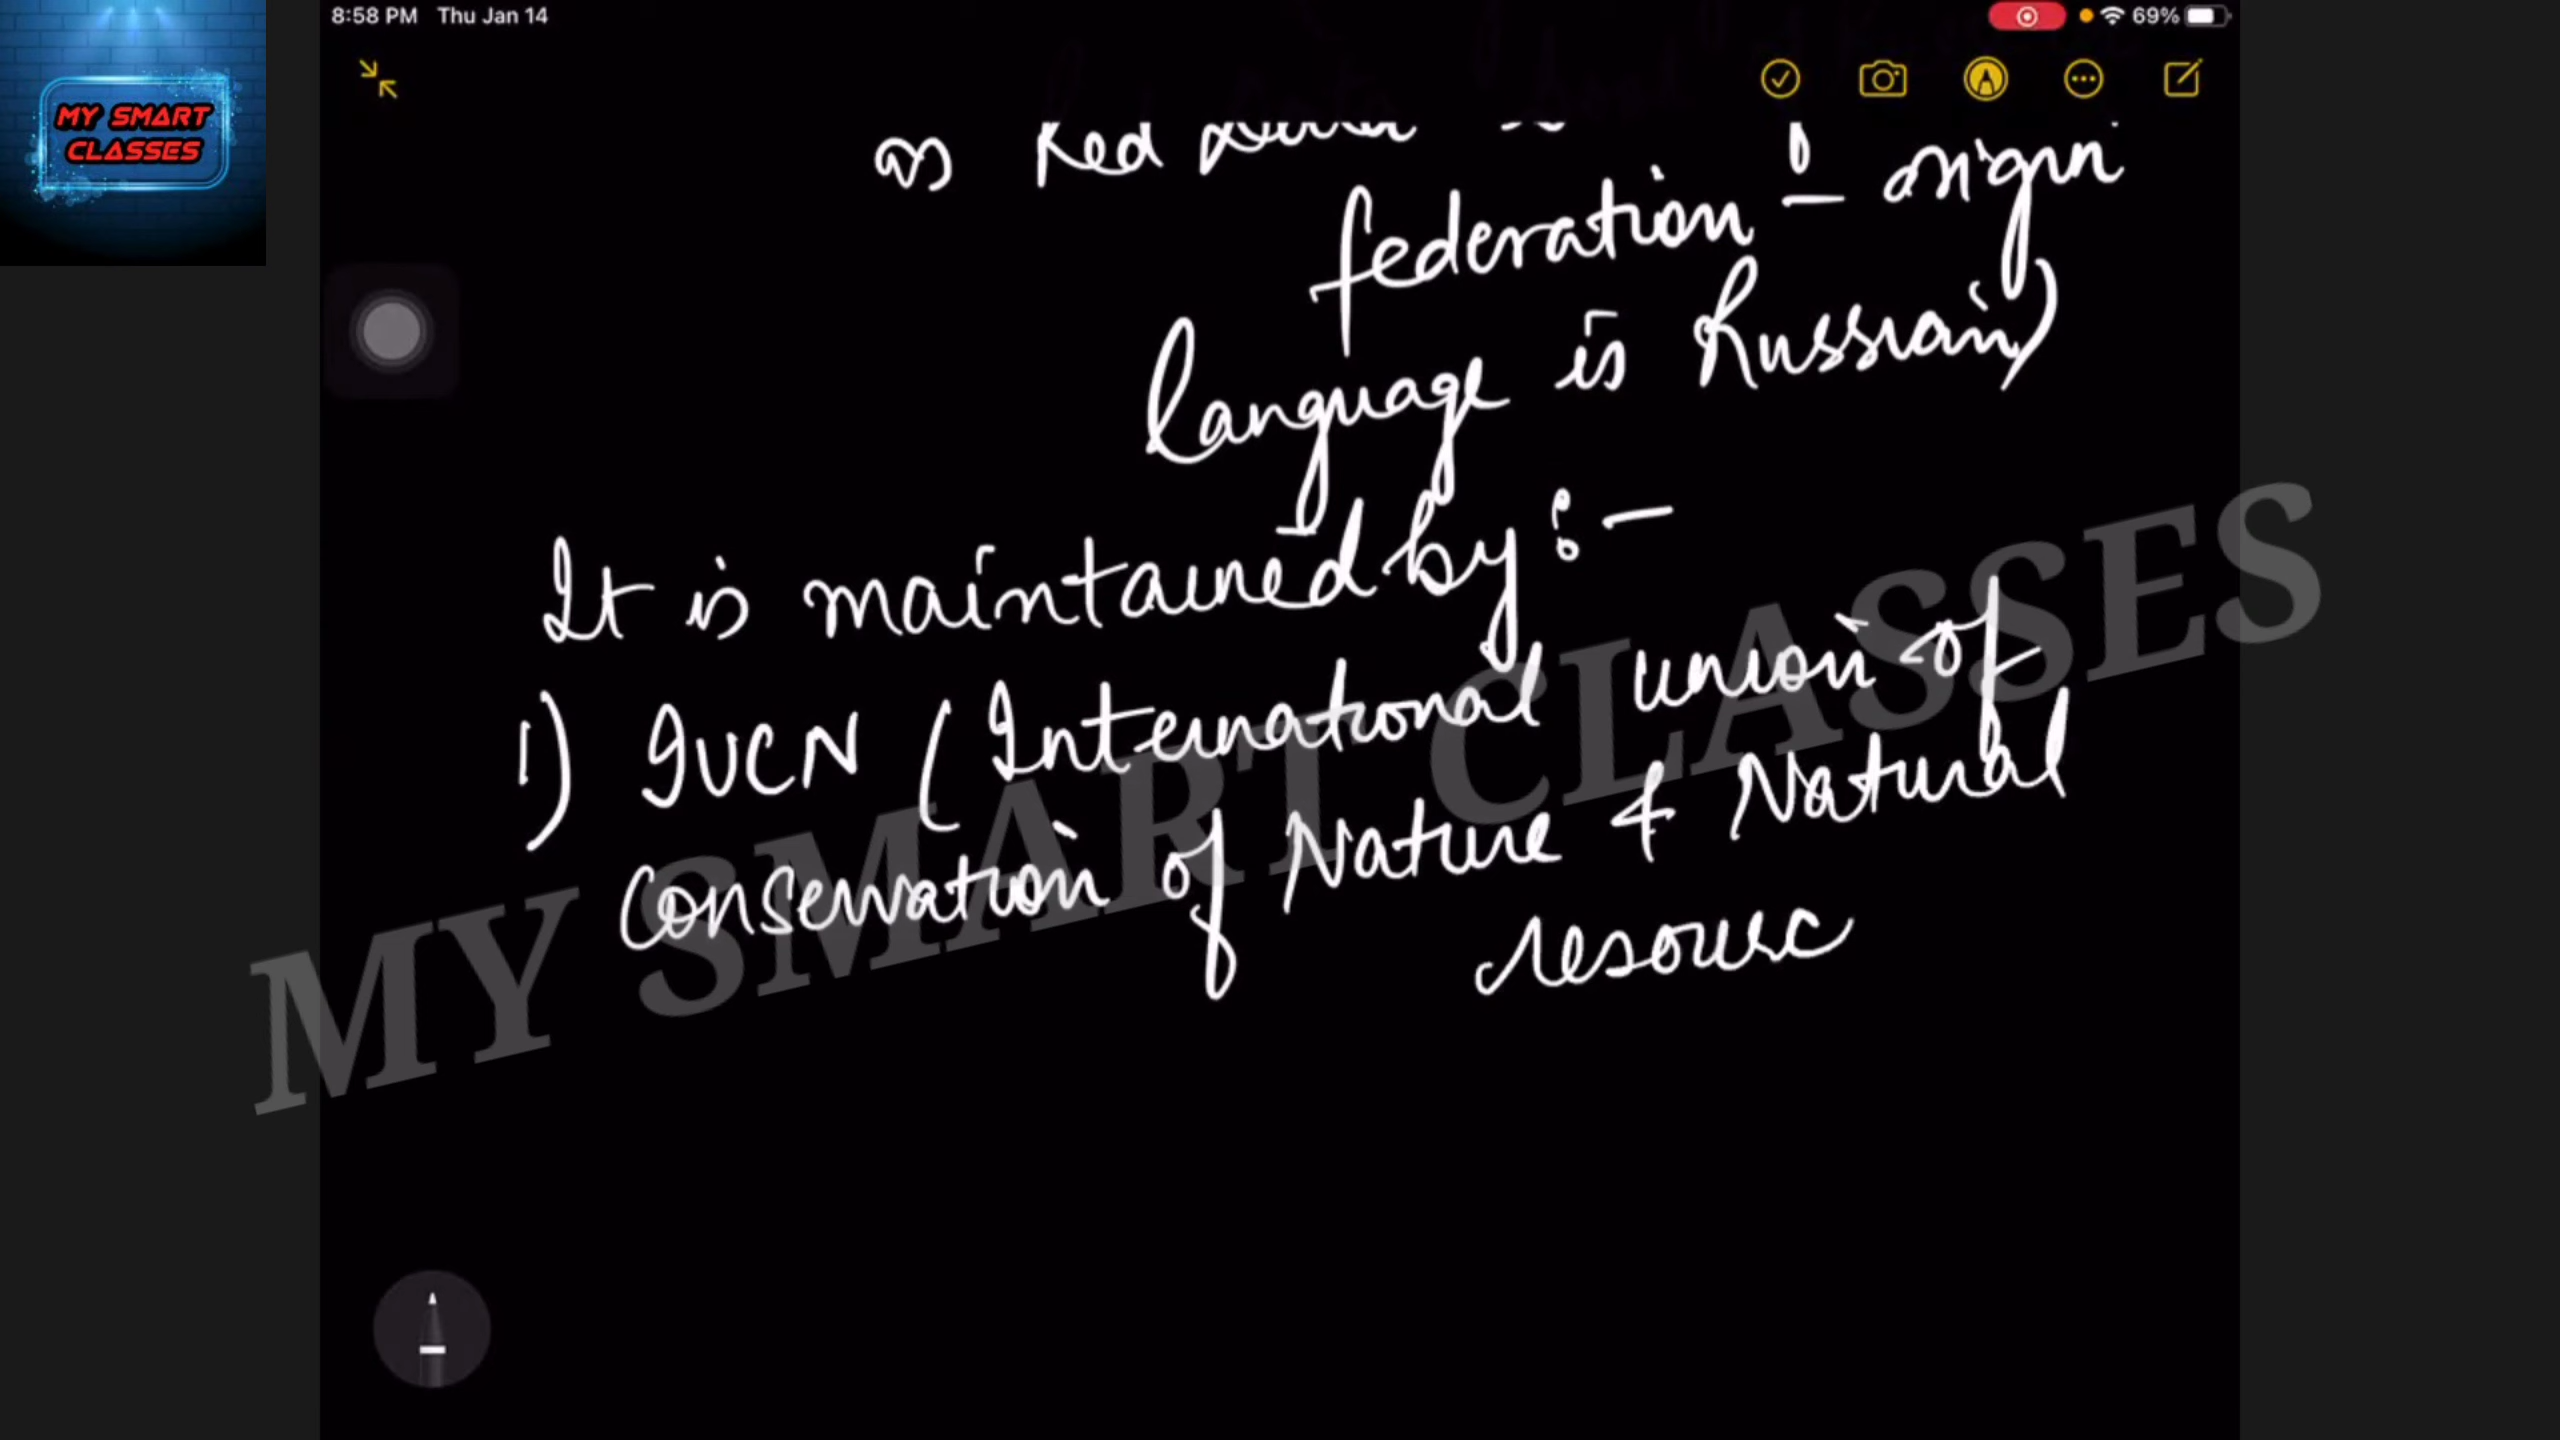 8:58 PM Thu Jan 14
69%
MY SMART
CLASSES
or Red
federation - origin
language is Russian)
It is maintained by :-
1) IUCN (International union of
Conservation of Nature & Natural
resourc
MY SMART CLASSES